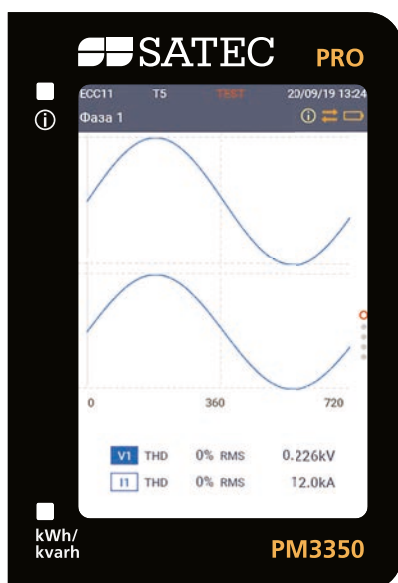 SATEC PRO
ECC11 T5 TEST 20/09/19 13:24
Фаза 1
0 360 720
V1 THD 0% RMS 0.226kV
I1 THD 0% RMS 12.0kA
kWh/
kvarh
PM3350